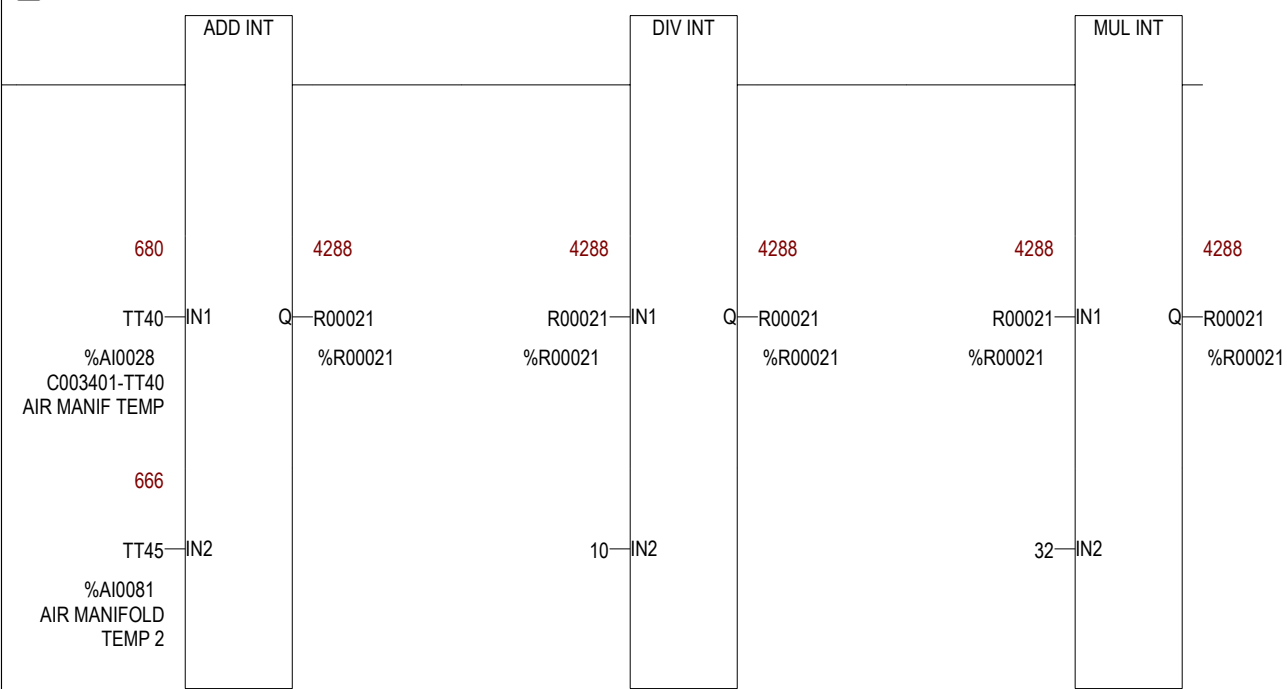 ADD INT
DIV INT
MUL INT
680
4288
4288
4288
4288
4288
TT40
IN1
Q
R00021
R00021
IN1
Q
R00021
R00021
IN1
Q
R00021
%AI0028
%R00021
%R00021
%R00021
%R00021
%R00021
C003401-TT40
AIR MANIF TEMP
666
TT45
IN2
10
IN2
32
IN2
%AI0081
AIR MANIFOLD
TEMP 2